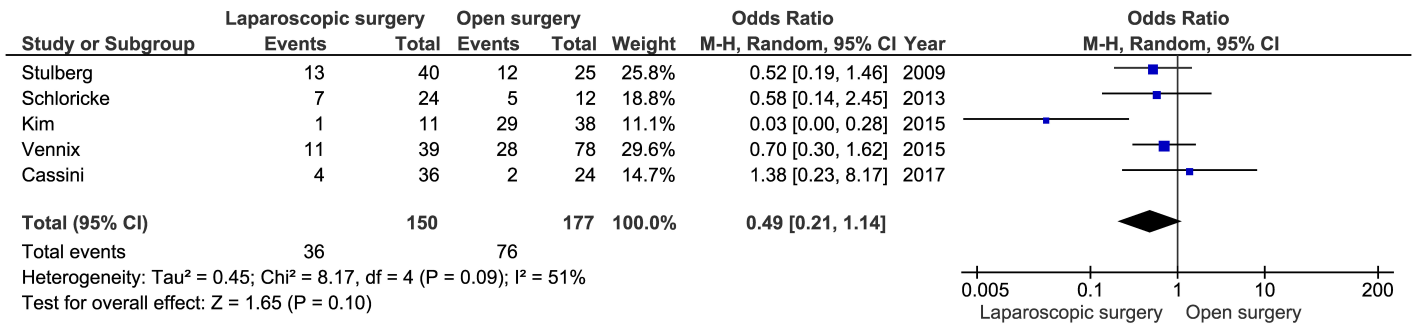 Laparoscopic surgery Open surgery Odds Ratio Odds Ratio
Study or Subgroup Events Total Events Total Weight M-H, Random, 95% CI Year M-H, Random, 95% CI
Stulberg 13 40 12 25 25.8% 0.52 [0.19, 1.46] 2009
Schloricke 7 24 5 12 18.8% 0.58 [0.14, 2.45] 2013
Kim 1 11 29 38 11.1% 0.03 [0.00, 0.28] 2015
Vennix 11 39 28 78 29.6% 0.70 [0.30, 1.62] 2015
Cassini 4 36 2 24 14.7% 1.38 [0.23, 8.17] 2017
Total (95% CI) 150 177 100.0% 0.49 [0.21, 1.14]
Total events 36 76
Heterogeneity: Tau² = 0.45; Chi² = 8.17, df = 4 (P = 0.09); I² = 51%
Test for overall effect: Z = 1.65 (P = 0.10)
0.005 0.1 1 10 200
Laparoscopic surgery Open surgery